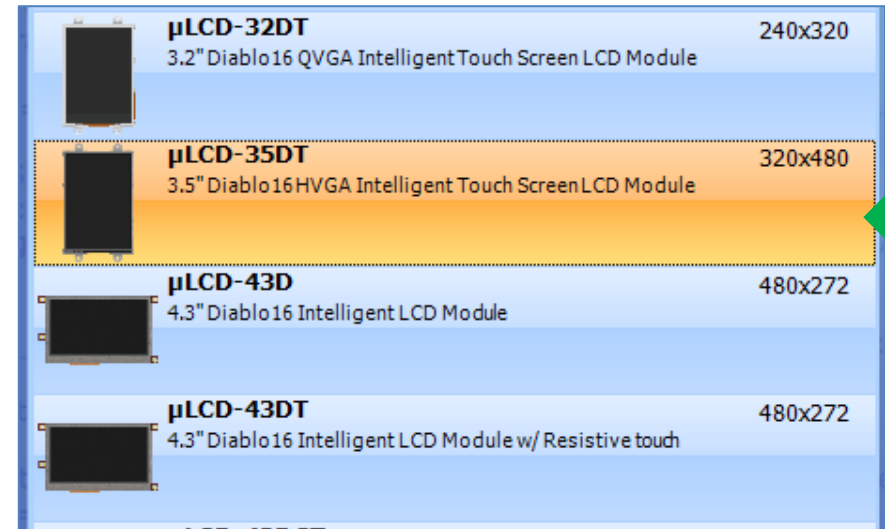 µLCD-32DT 240x320
3.2" Diablo16 QVGA Intelligent Touch Screen LCD Module
µLCD-35DT 320x480
3.5" Diablo16 HVGA Intelligent Touch Screen LCD Module
µLCD-43D 480x272
4.3" Diablo16 Intelligent LCD Module
µLCD-43DT 480x272
4.3" Diablo16 Intelligent LCD Module w/ Resistive touch